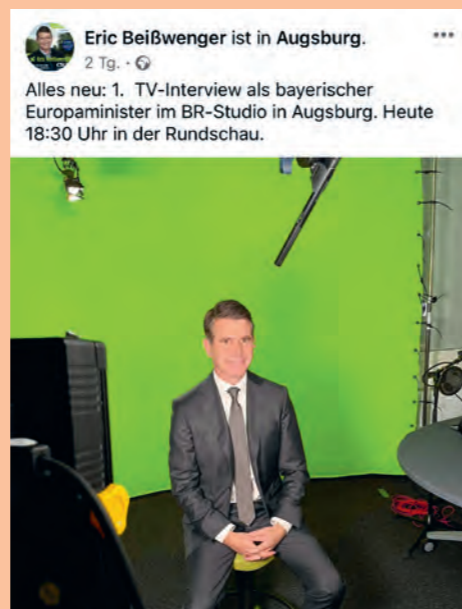 Eric Beißwenger ist in Augsburg.
2 Tg. ·
Alles neu: 1. TV-Interview als bayerischer
Europaminister im BR-Studio in Augsburg. Heute
18:30 Uhr in der Rundschau.